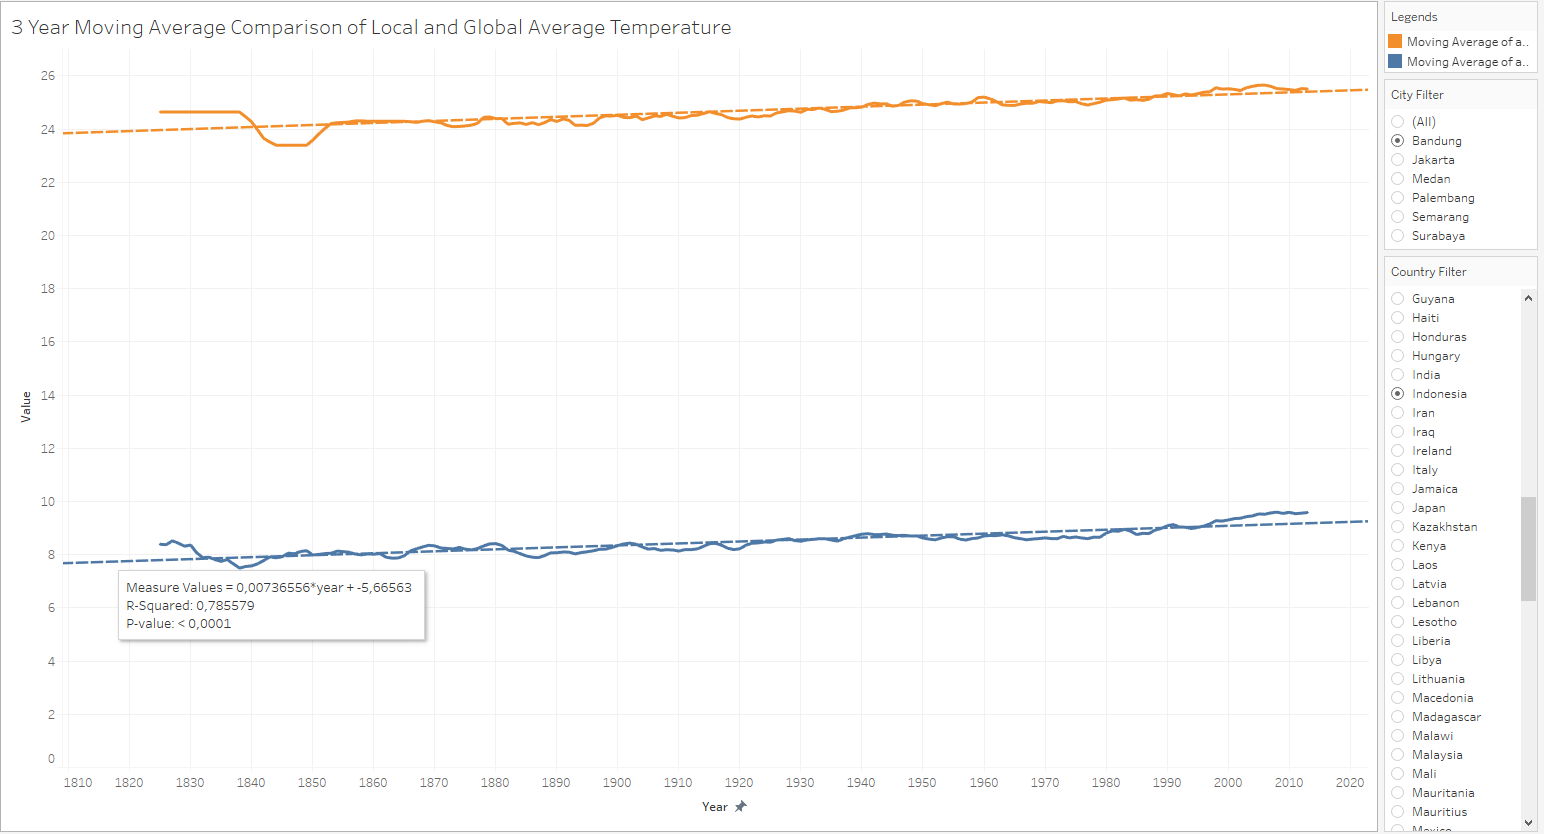 3 Year Moving Average Comparison of Local and Global Average Temperature
26
24
22
20
18
16
14
12
10
8
6
4
2
0
Value
Measure Values = 0,00736556*year + -5,66563
R-Squared: 0,785579
P-value: < 0,0001
1810 1820 1830 1840 1850 1860 1870 1880 1890 1900 1910 1920 1930 1940 1950 1960 1970 1980 1990 2000 2010 2020
Year
Legends
Moving Average of a..
Moving Average of a..
City Filter
(All)
Bandung
Jakarta
Medan
Palembang
Semarang
Surabaya
Country Filter
Guyana
Haiti
Honduras
Hungary
India
Indonesia
Iran
Iraq
Ireland
Italy
Jamaica
Japan
Kazakhstan
Kenya
Laos
Latvia
Lebanon
Lesotho
Liberia
Libya
Lithuania
Macedonia
Madagascar
Malawi
Malaysia
Mali
Mauritania
Mauritius
Mexico